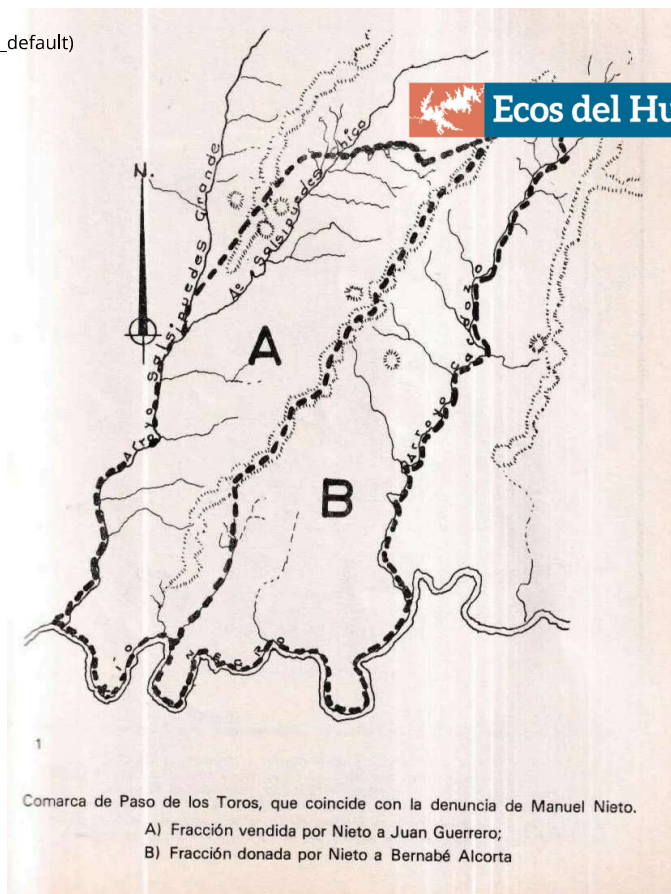 _default)
Ecos del Hu
N.
Arroyo Salsipuedes Grande
Aº Salsipuedes Chico
A
Arroyo Cardozo
B
Río Negro
1
Comarca de Paso de los Toros, que coincide con la denuncia de Manuel Nieto.
A) Fracción vendida por Nieto a Juan Guerrero;
B) Fracción donada por Nieto a Bernabé Alcorta